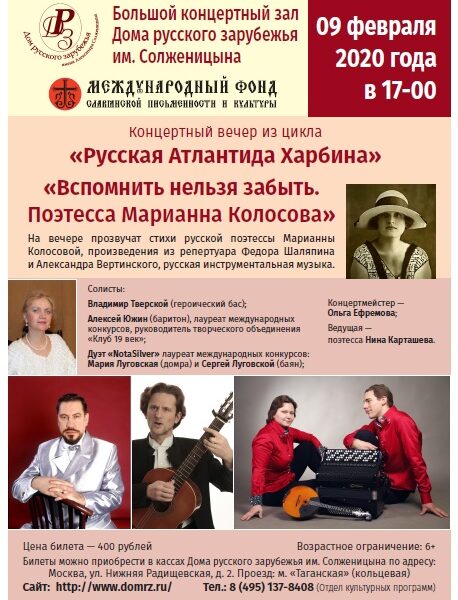 Дом русского зарубежья
имени Александра Солженицына
Большой концертный зал
Дома русского зарубежья
им. Солженицына
МЕЖДУНАРОДНЫЙ ФОНД
СЛАВЯНСКОЙ ПИСЬМЕННОСТИ И КУЛЬТУРЫ
09 февраля
2020 года
в 17-00
Концертный вечер из цикла
«Русская Атлантида Харбина»
«Вспомнить нельзя забыть.
Поэтесса Марианна Колосова»
На вечере прозвучат стихи русской поэтессы Марианны
Колосовой, произведения из репертуара Федора Шаляпина
и Александра Вертинского, русская инструментальная музыка.
Солисты:
Владимир Тверской (героический бас);
Алексей Южин (баритон), лауреат международных
конкурсов, руководитель творческого объединения
«Клуб 19 век»;
Дуэт «NotaSilver» лауреат международных конкурсов:
Мария Луговская (домра) и Сергей Луговской (баян);
Концертмейстер —
Ольга Ефремова;
Ведущая —
поэтесса Нина Карташева.
Цена билета — 400 рублей
Возрастное ограничение: 6+
Билеты можно приобрести в кассах Дома русского зарубежья им. Солженицына по адресу:
Москва, ул. Нижняя Радищевская, д. 2. Проезд: м. «Таганская» (кольцевая)
Сайт: http://www.domrz.ru/ Тел.: 8 (495) 137-8408 (Отдел культурных программ)